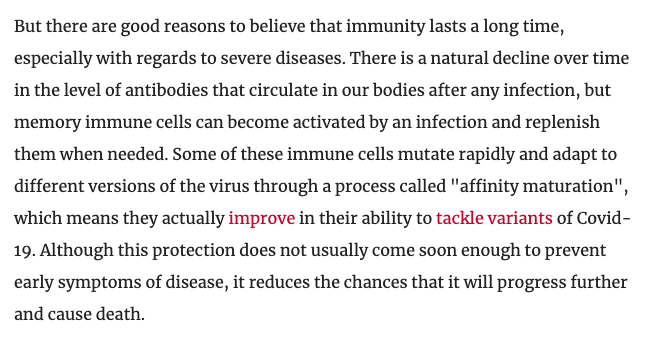 But there are good reasons to believe that immunity lasts a long time,
especially with regards to severe diseases. There is a natural decline over time
in the level of antibodies that circulate in our bodies after any infection, but
memory immune cells can become activated by an infection and replenish
them when needed. Some of these immune cells mutate rapidly and adapt to
different versions of the virus through a process called "affinity maturation",
which means they actually improve in their ability to tackle variants of Covid-
19. Although this protection does not usually come soon enough to prevent
early symptoms of disease, it reduces the chances that it will progress further
and cause death.